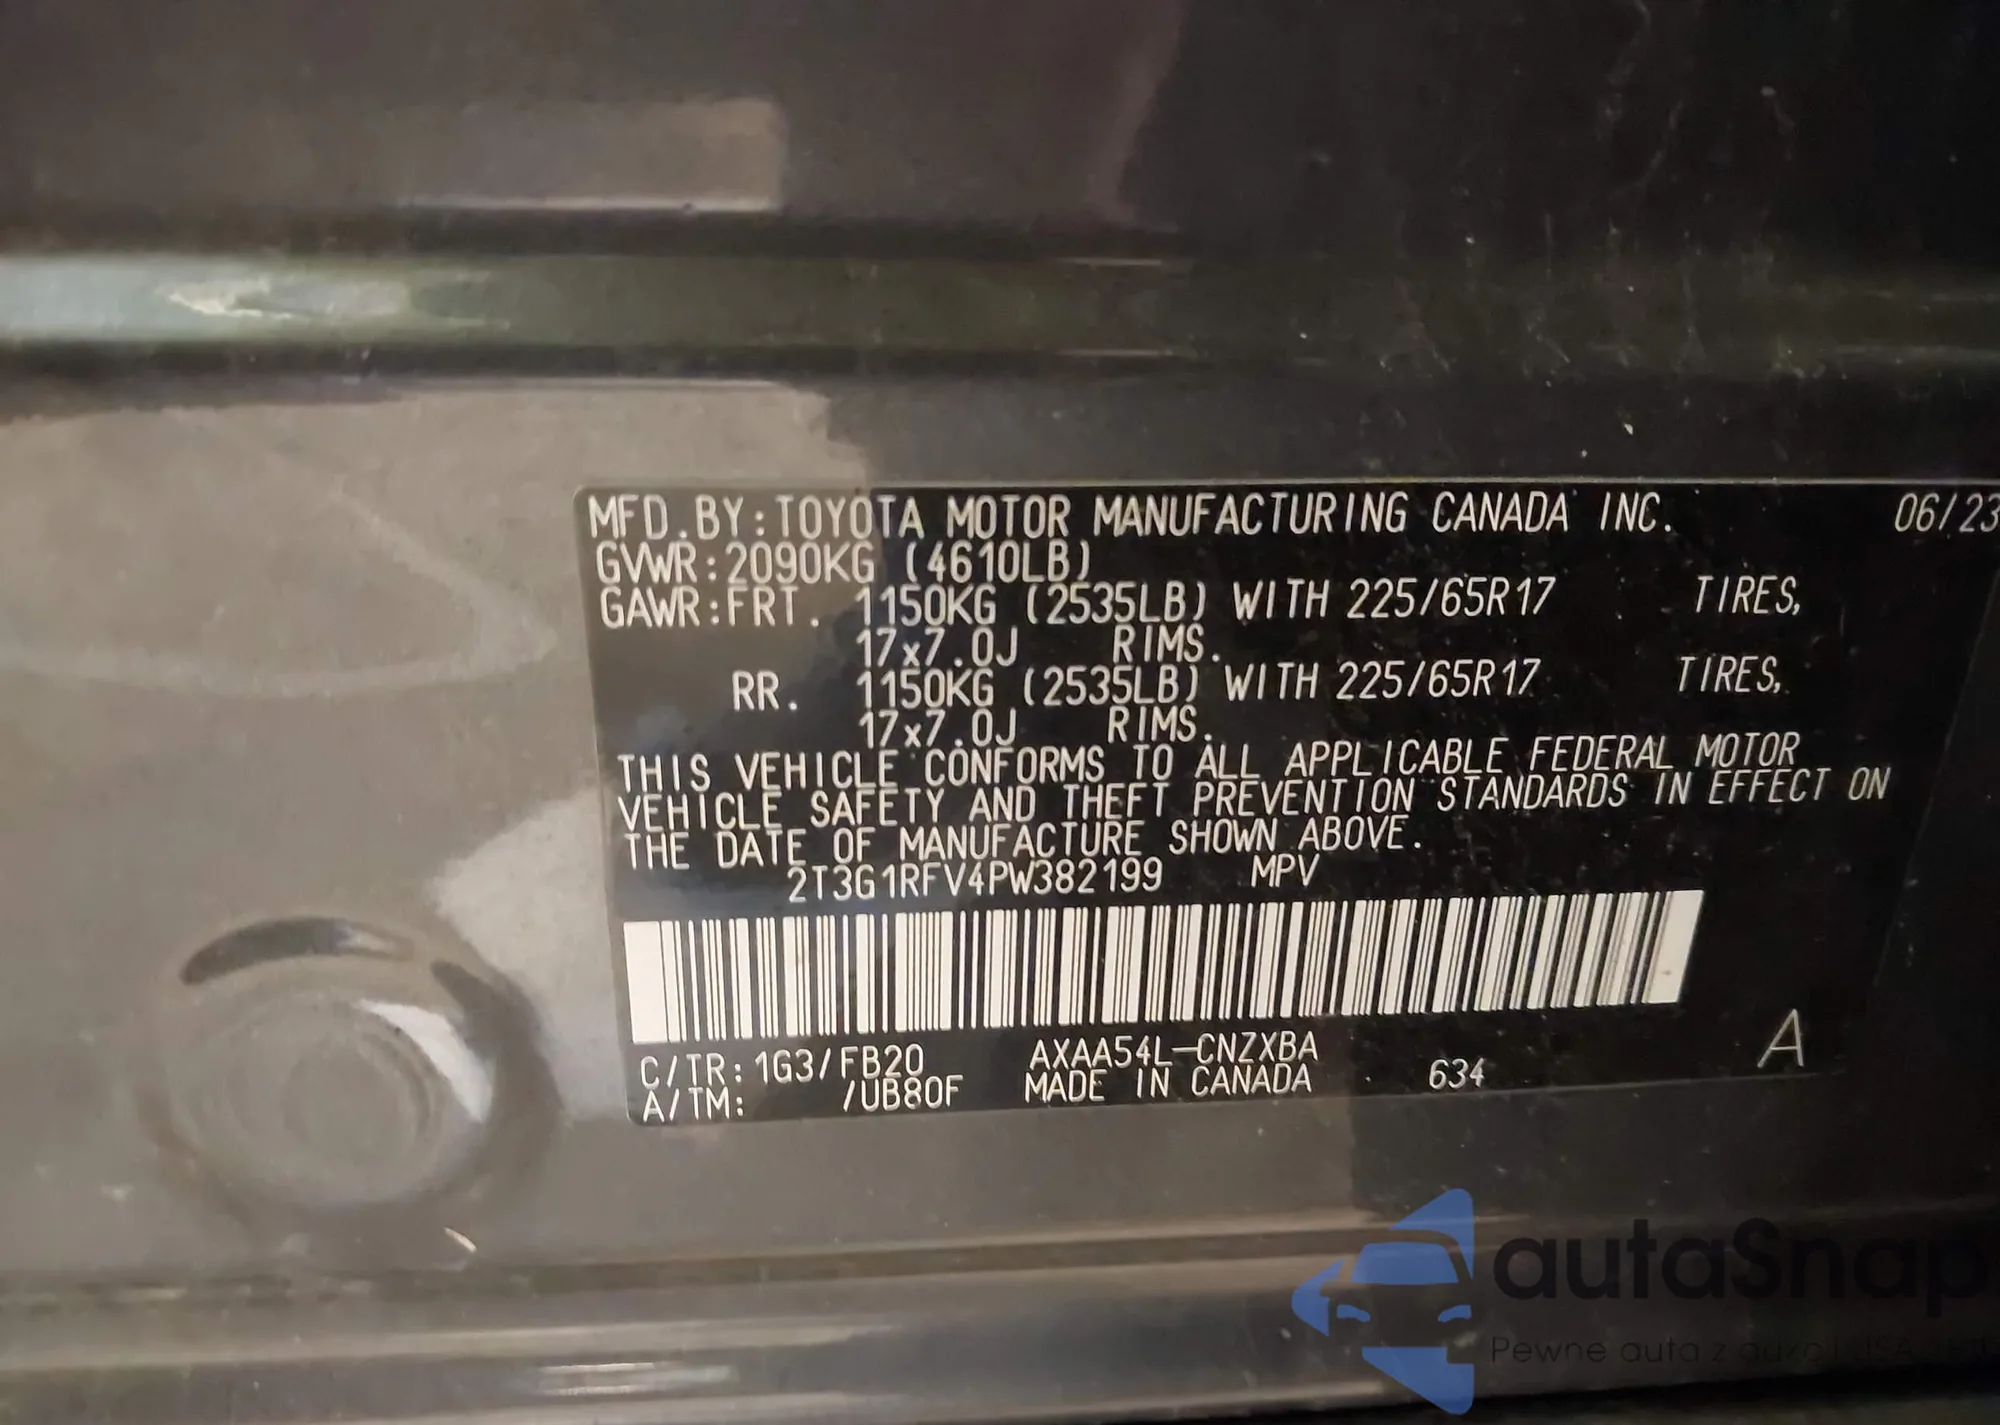 MFD.BY:TOYOTA MOTOR MANUFACTURING CANADA INC. 06/23
GVWR:2090KG (4610LB)
GAWR:FRT. 1150KG (2535LB) WITH 225/65R17 TIRES,
17x7.0J RIMS.
RR. 1150KG (2535LB) WITH 225/65R17 TIRES,
17x7.0J RIMS.
THIS VEHICLE CONFORMS TO ALL APPLICABLE FEDERAL MOTOR
VEHICLE SAFETY AND THEFT PREVENTION STANDARDS IN EFFECT ON
THE DATE OF MANUFACTURE SHOWN ABOVE.
2T3G1RFV4PW382199 MPV
C/TR: 1G3/FB20 AXAA54L-CNZXBA
A/TM: /UB80F MADE IN CANADA 634 A
autaSnap
Pewne auta z